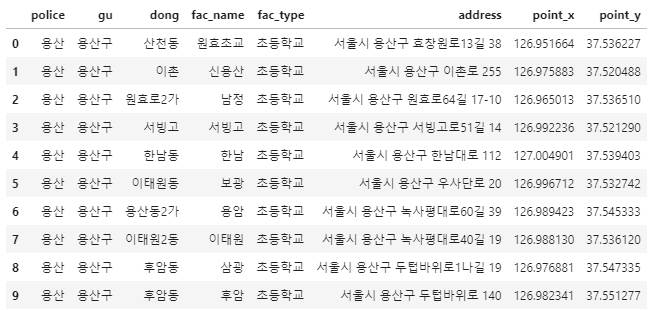 police gu dong fac_name fac_type address point_x point_y
0 용산 용산구 산천동 원효초교 초등학교 서울시 용산구 효창원로13길 38 126.951664 37.536227
1 용산 용산구 이촌 신용산 초등학교 서울시 용산구 이촌로 255 126.975883 37.520488
2 용산 용산구 원효로2가 남정 초등학교 서울시 용산구 원효로64길 17-10 126.965013 37.536510
3 용산 용산구 서빙고 서빙고 초등학교 서울시 용산구 서빙고로51길 14 126.992236 37.521290
4 용산 용산구 한남동 한남 초등학교 서울시 용산구 한남대로 112 127.004901 37.539403
5 용산 용산구 이태원동 보광 초등학교 서울시 용산구 우사단로 20 126.996712 37.532742
6 용산 용산구 용산동2가 용암 초등학교 서울시 용산구 녹사평대로60길 39 126.989423 37.545333
7 용산 용산구 이태원2동 이태원 초등학교 서울시 용산구 녹사평대로40길 19 126.988130 37.536120
8 용산 용산구 후암동 삼광 초등학교 서울시 용산구 두텁바위로1나길 19 126.976881 37.547335
9 용산 용산구 후암동 후암 초등학교 서울시 용산구 두텁바위로 140 126.982341 37.551277